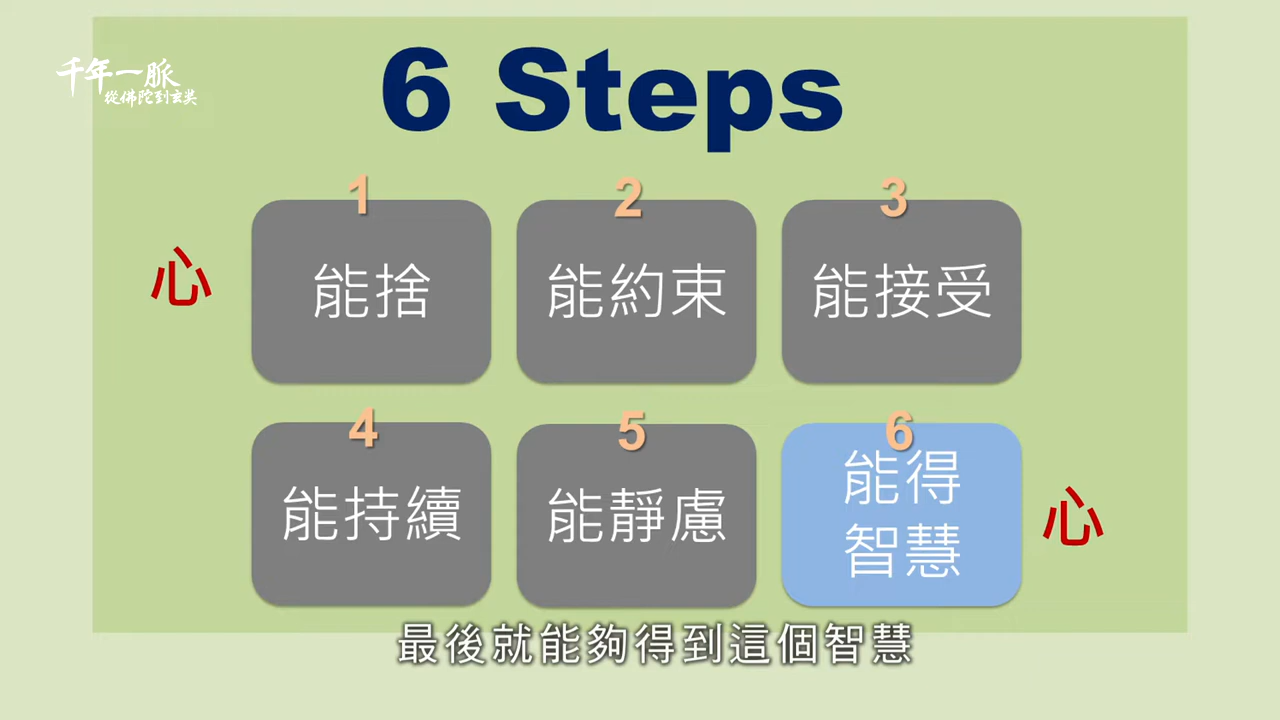 千年一脈
從佛陀到玄奘
6 Steps
1
2
3
心
能捨
能約束
能接受
4
5
6
能持續
能靜慮
能得
智慧
心
最後就能夠得到這個智慧